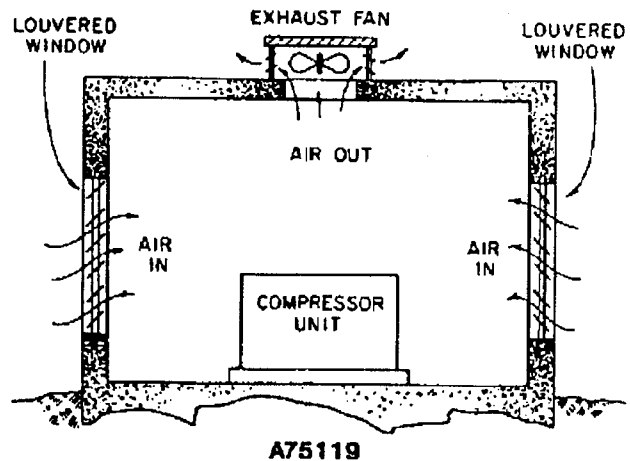 EXHAUST FAN
LOUVERED
WINDOW
LOUVERED
WINDOW
AIR OUT
AIR
IN
AIR
IN
COMPRESSOR
UNIT
A75119